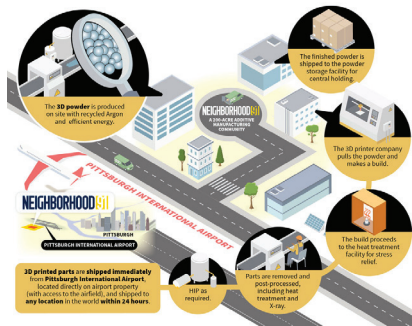 The 3D powder is produced
on site with recycled Argon
and efficient energy.
The finished powder is
shipped to the powder
storage facility for
central holding.
NEIGHBORHOOD 91
A 200-ACRE ADDITIVE
MANUFACTURING
COMMUNITY
The 3D printer company
pulls the powder and
makes a build.
PITTSBURGH INTERNATIONAL AIRPORT
NEIGHBORHOOD 91
PITTSBURGH
PITTSBURGH INTERNATIONAL AIRPORT
The build proceeds
to the heat treatment
facility for stress
relief.
Parts are removed and
post-processed,
including heat
treatment and
X-ray.
HIP as
required.
3D printed parts are shipped immediately
from Pittsburgh International Airport,
located directly on airport property
(with access to the airfield), and shipped to
any location in the world within 24 hours.